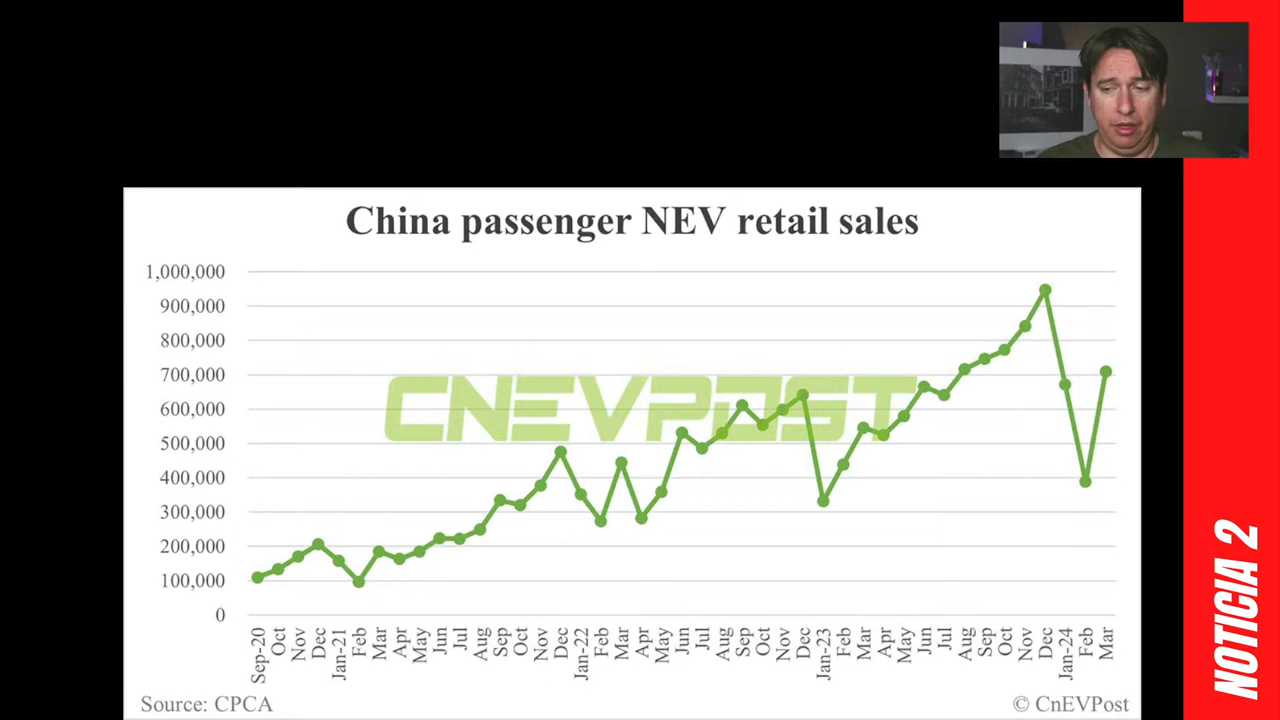 China passenger NEV retail sales
1,000,000
900,000
800,000
700,000
600,000
500,000
400,000
300,000
200,000
100,000
0
CNEVPOST
Sep-20 Oct Nov Dec Jan-21 Feb Mar Apr May Jun Jul Aug Sep Oct Nov Dec Jan-22 Feb Mar Apr May Jun Jul Aug Sep Oct Nov Dec Jan-23 Feb Mar Apr May Jun Jul Aug Sep Oct Nov Dec Jan-24 Feb Mar
Source: CPCA
© CnEVPost
NOTICIA 2